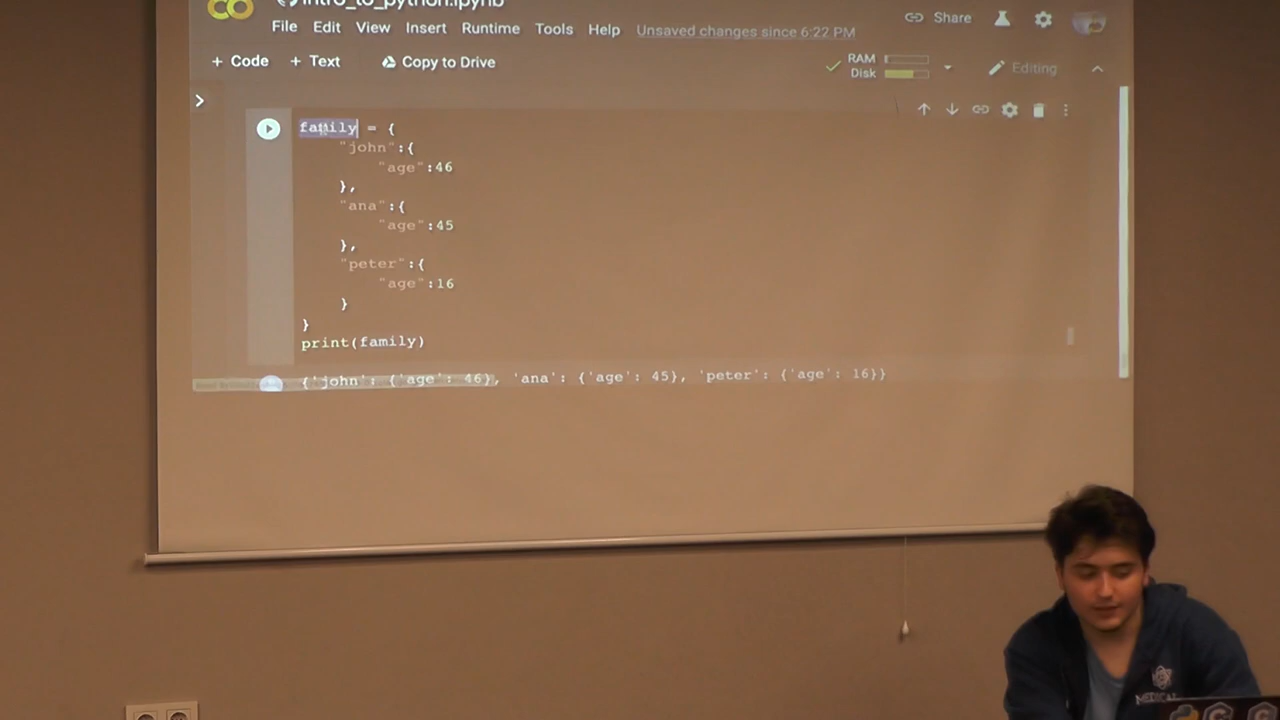 intro_to_python.ipynb
File Edit View Insert Runtime Tools Help Unsaved changes since 6:22 PM Share
+ Code + Text Copy to Drive RAM Disk Editing
family = {
"john":{
"age":46
},
"ana":{
"age":45
},
"peter":{
"age":16
}
}
print(family)
{'john': {'age': 46}, 'ana': {'age': 45}, 'peter': {'age': 16}}
MEDICAL